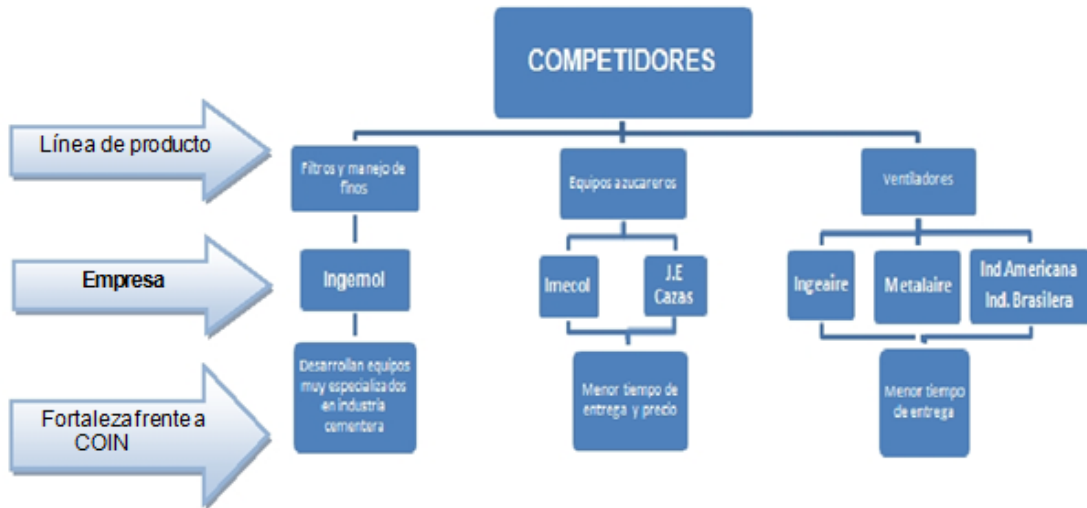 COMPETIDORES
Línea de producto
Filtros y manejo de
finos
Equipos azucareros
Ventiladores
Empresa
Ingemol
Imecol
J.E
Cazas
Ingeaire
Metalaire
Ind.Americana
Ind. Brasilera
Fortaleza frente a
COIN
Desarrollan equipos
muy especializados
en industria
cementera
Menor tiempo de
entrega y precio
Menor tiempo
de entrega